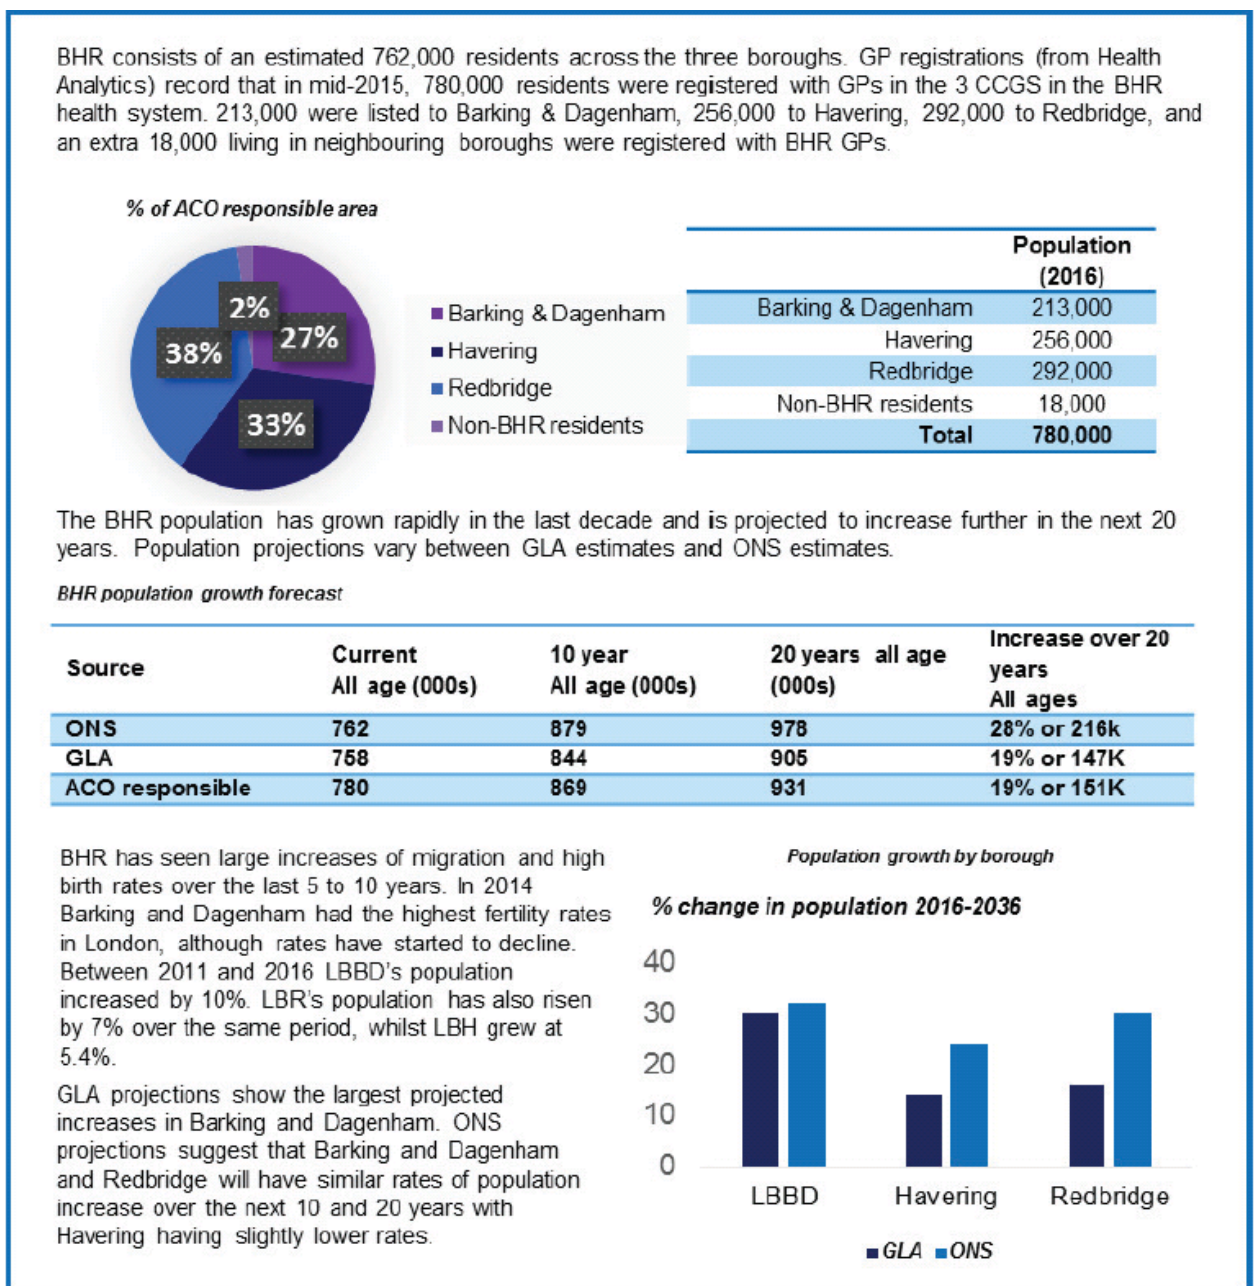 BHR consists of an estimated 762,000 residents across the three boroughs. GP registrations (from Health
Analytics) record that in mid-2015, 780,000 residents were registered with GPs in the 3 CCGS in the BHR
health system. 213,000 were listed to Barking & Dagenham, 256,000 to Havering, 292,000 to Redbridge, and
an extra 18,000 living in neighbouring boroughs were registered with BHR GPs.
% of ACO responsible area
2%
27%
38%
33%
Barking & Dagenham
Havering
Redbridge
Non-BHR residents
Population
(2016)
Barking & Dagenham 213,000
Havering 256,000
Redbridge 292,000
Non-BHR residents 18,000
Total 780,000
The BHR population has grown rapidly in the last decade and is projected to increase further in the next 20
years. Population projections vary between GLA estimates and ONS estimates.
BHR population growth forecast
Source
Current
All age (000s)
10 year
All age (000s)
20 years all age
(000s)
Increase over 20
years
All ages
ONS 762 879 978 28% or 216k
GLA 758 844 905 19% or 147K
ACO responsible 780 869 931 19% or 151K
BHR has seen large increases of migration and high
birth rates over the last 5 to 10 years. In 2014
Barking and Dagenham had the highest fertility rates
in London, although rates have started to decline.
Between 2011 and 2016 LBBD's population
increased by 10%. LBR's population has also risen
by 7% over the same period, whilst LBH grew at
5.4%.
GLA projections show the largest projected
increases in Barking and Dagenham. ONS
projections suggest that Barking and Dagenham
and Redbridge will have similar rates of population
increase over the next 10 and 20 years with
Havering having slightly lower rates.
Population growth by borough
% change in population 2016-2036
40
30
20
10
0
LBBD Havering Redbridge
GLA ONS